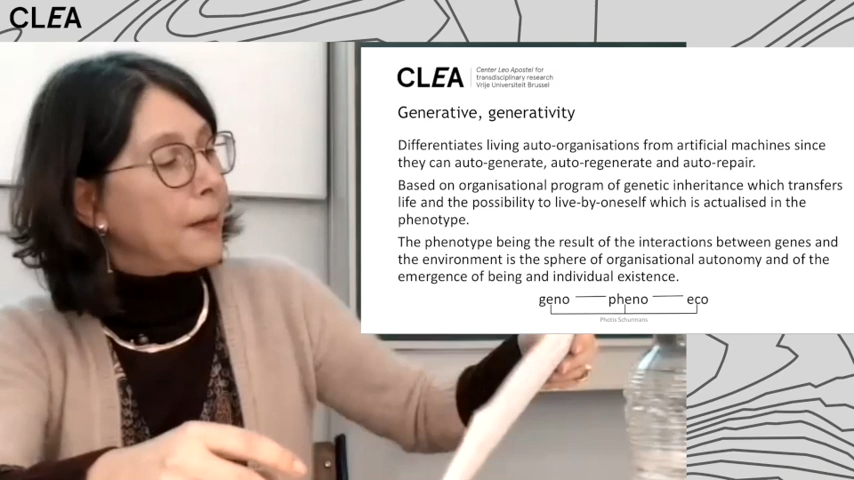 CLEA
CLEA
Center Leo Apostel for
transdisciplinary research
Vrije Universiteit Brussel
Generative, generativity
Differentiates living auto-organisations from artificial machines since
they can auto-generate, auto-regenerate and auto-repair.
Based on organisational program of genetic inheritance which transfers
life and the possibility to live-by-oneself which is actualised in the
phenotype.
The phenotype being the result of the interactions between genes and
the environment is the sphere of organisational autonomy and of the
emergence of being and individual existence.
geno pheno eco
Photis Schurmans